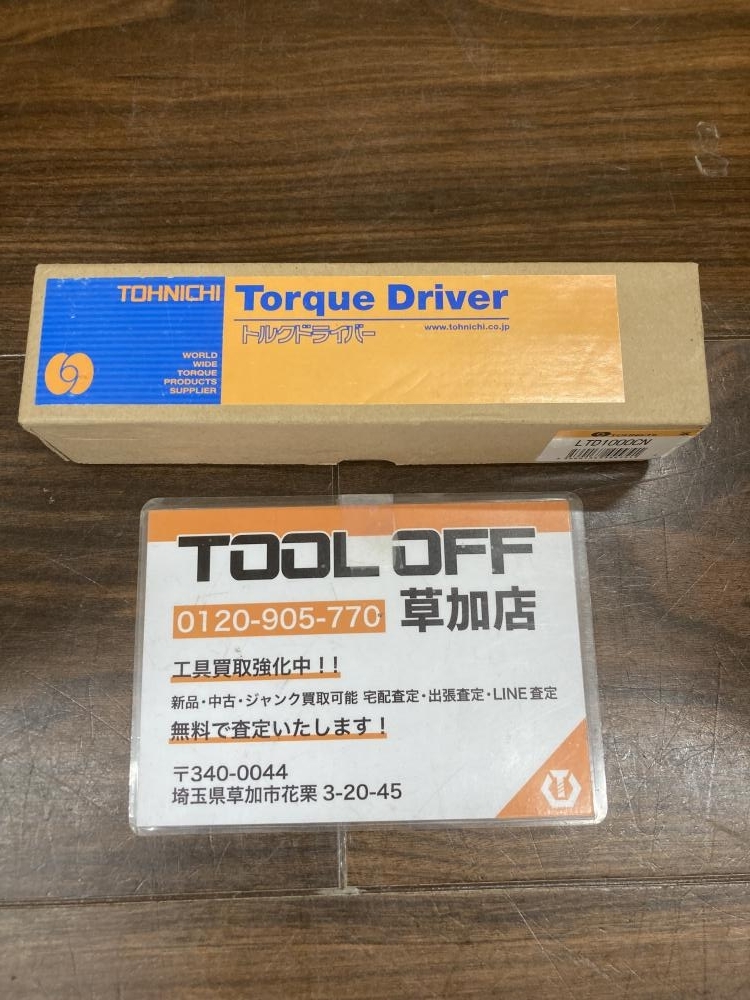 TOHNICHI
Torque Driver
トルクドライバー
www.tohnichi.co.jp
WORLD
WIDE
TORQUE
PRODUCTS
SUPPLIER
LTD1000CN
TOOL OFF
0120-905-770 草加店
工具買取強化中!!
新品・中古・ジャンク買取可能 宅配査定・出張査定・LINE査定
無料で査定いたします!
〒340-0044
埼玉県草加市花栗 3-20-45